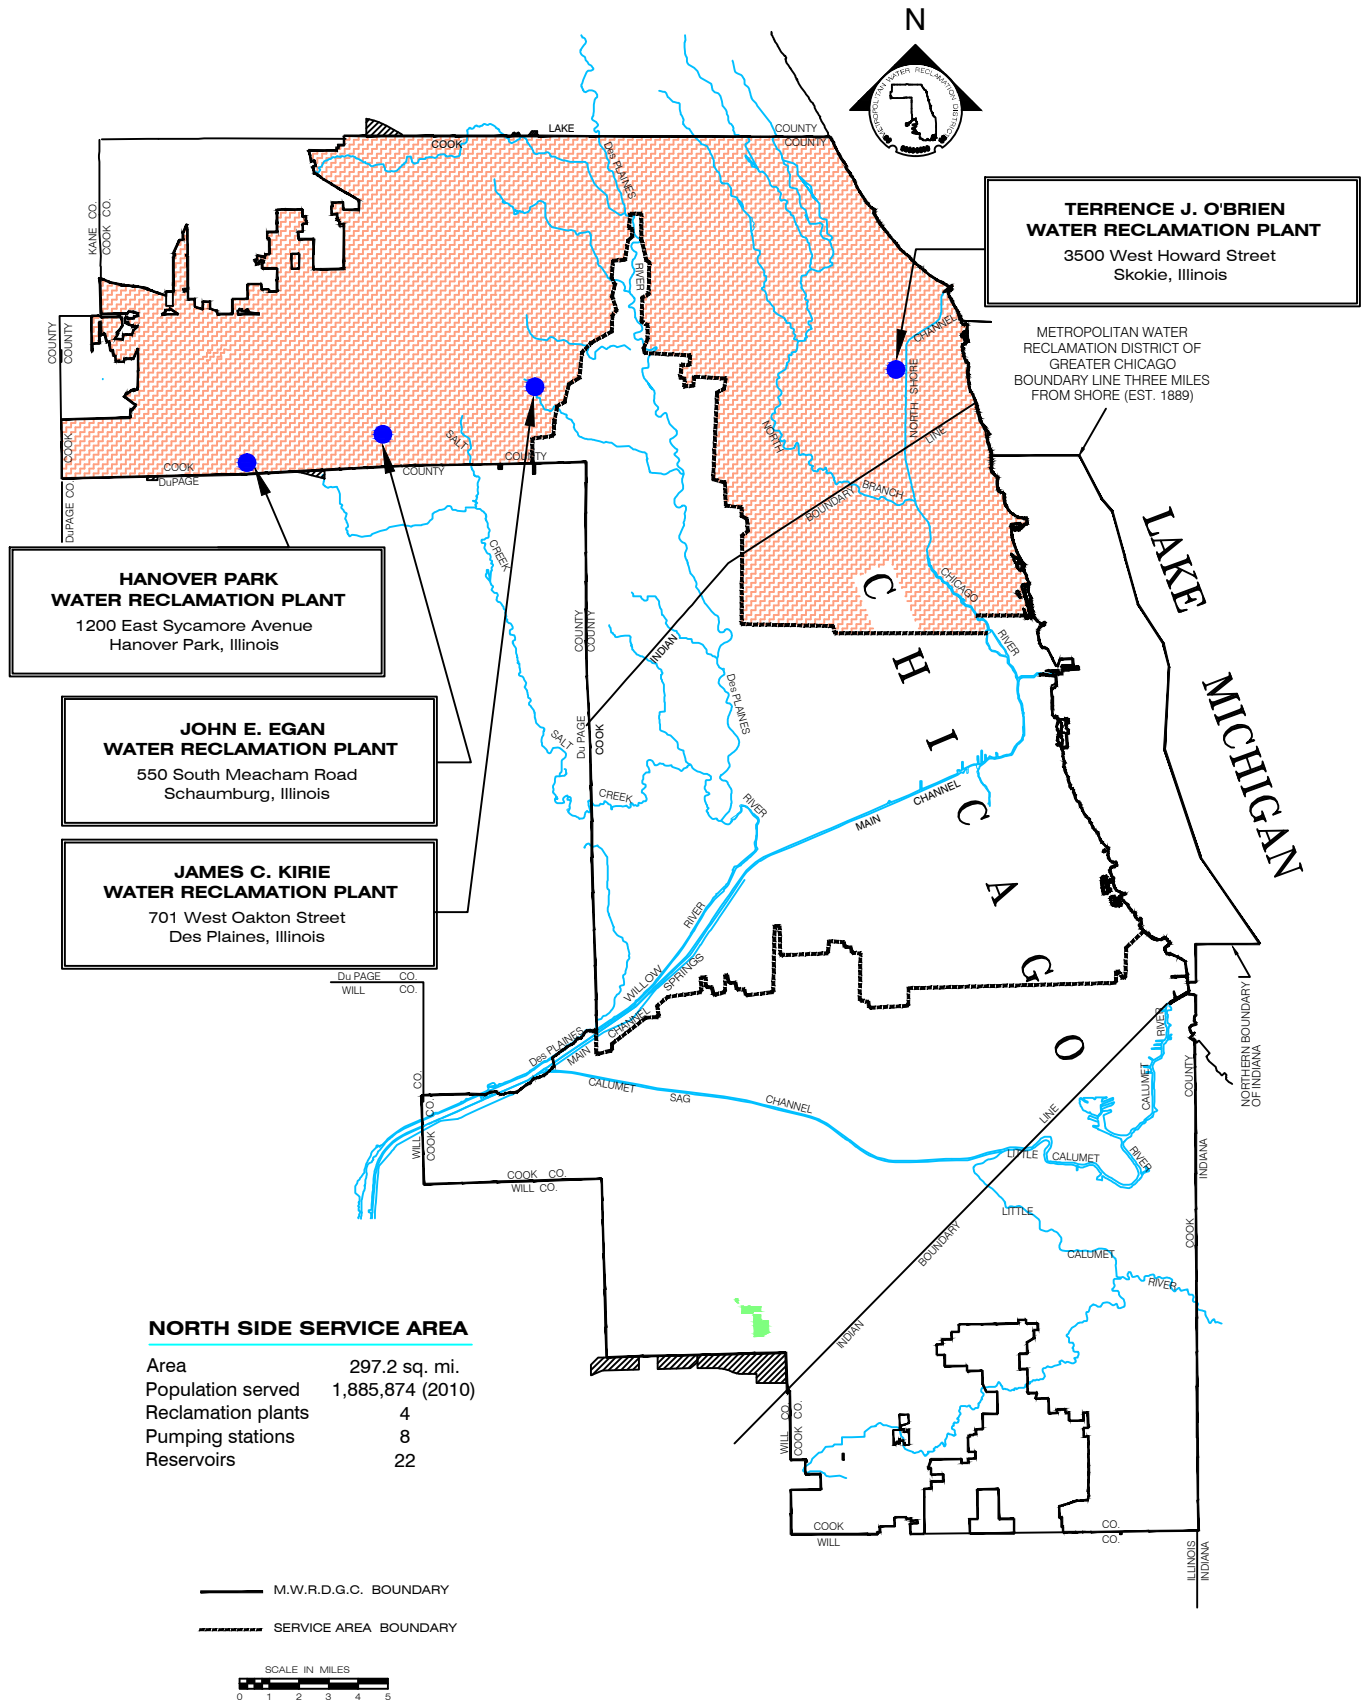 N
METROPOLITAN WATER RECLAMATION DISTRICT
LAKE
COUNTY
COOK
COUNTY
Des PLAINES
RIVER
KANE CO.
COOK CO.
TERRENCE J. O'BRIEN
WATER RECLAMATION PLANT
3500 West Howard Street
Skokie, Illinois
METROPOLITAN WATER
RECLAMATION DISTRICT OF
GREATER CHICAGO
BOUNDARY LINE THREE MILES
FROM SHORE (EST. 1889)
CHANNEL
NORTH SHORE
COUNTY
COUNTY
COOK
DuPAGE CO.
COOK
DuPAGE
COUNTY
COUNTY
SALT
CREEK
NORTH
BRANCH
CHICAGO
RIVER
INDIAN
BOUNDARY
LINE
HANOVER PARK
WATER RECLAMATION PLANT
1200 East Sycamore Avenue
Hanover Park, Illinois
JOHN E. EGAN
WATER RECLAMATION PLANT
550 South Meacham Road
Schaumburg, Illinois
JAMES C. KIRIE
WATER RECLAMATION PLANT
701 West Oakton Street
Des Plaines, Illinois
COUNTY
COUNTY
Du PAGE
COOK
SALT
CREEK
Des PLAINES
RIVER
MAIN
CHANNEL
CHICAGO
LAKE
MICHIGAN
RIVER
WILLOW
SPRINGS
Des PLAINES
MAIN
CHANNEL
Du PAGE CO.
WILL CO.
WILL CO.
COOK CO.
COOK CO.
WILL CO.
CALUMET
SAG
CHANNEL
LITTLE
CALUMET
RIVER
CALUMET
RIVER
LITTLE
CALUMET
RIVER
INDIAN
BOUNDARY
LINE
NORTHERN BOUNDARY
OF INDIANA
COUNTY
COOK
INDIANA
WILL CO.
COOK CO.
COOK
WILL
CO.
CO.
ILLINOIS
INDIANA
NORTH SIDE SERVICE AREA
Area 297.2 sq. mi.
Population served 1,885,874 (2010)
Reclamation plants 4
Pumping stations 8
Reservoirs 22
M.W.R.D.G.C. BOUNDARY
SERVICE AREA BOUNDARY
SCALE IN MILES
0 1 2 3 4 5